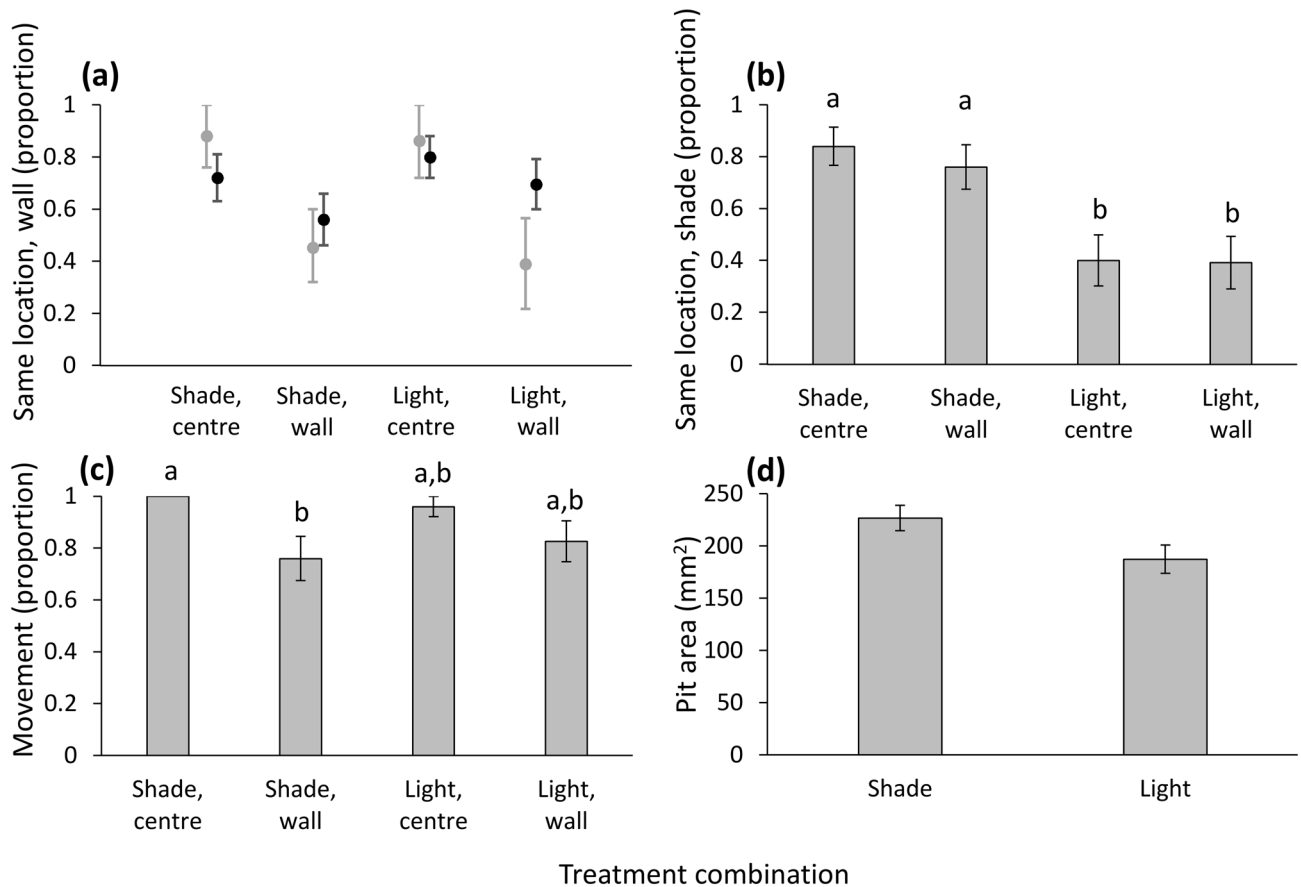 (a)
Same location, wall (proportion)
1
0.8
0.6
0.4
0.2
0
Shade,
centre
Shade,
wall
Light,
centre
Light,
wall
(b)
Same location, shade (proportion)
1
0.8
0.6
0.4
0.2
0
a
a
b
b
Shade,
centre
Shade,
wall
Light,
centre
Light,
wall
(c)
Movement (proportion)
1
0.8
0.6
0.4
0.2
0
a
b
a,b
a,b
Shade,
centre
Shade,
wall
Light,
centre
Light,
wall
(d)
Pit area (mm²)
250
200
150
100
50
0
Shade
Light
Treatment combination